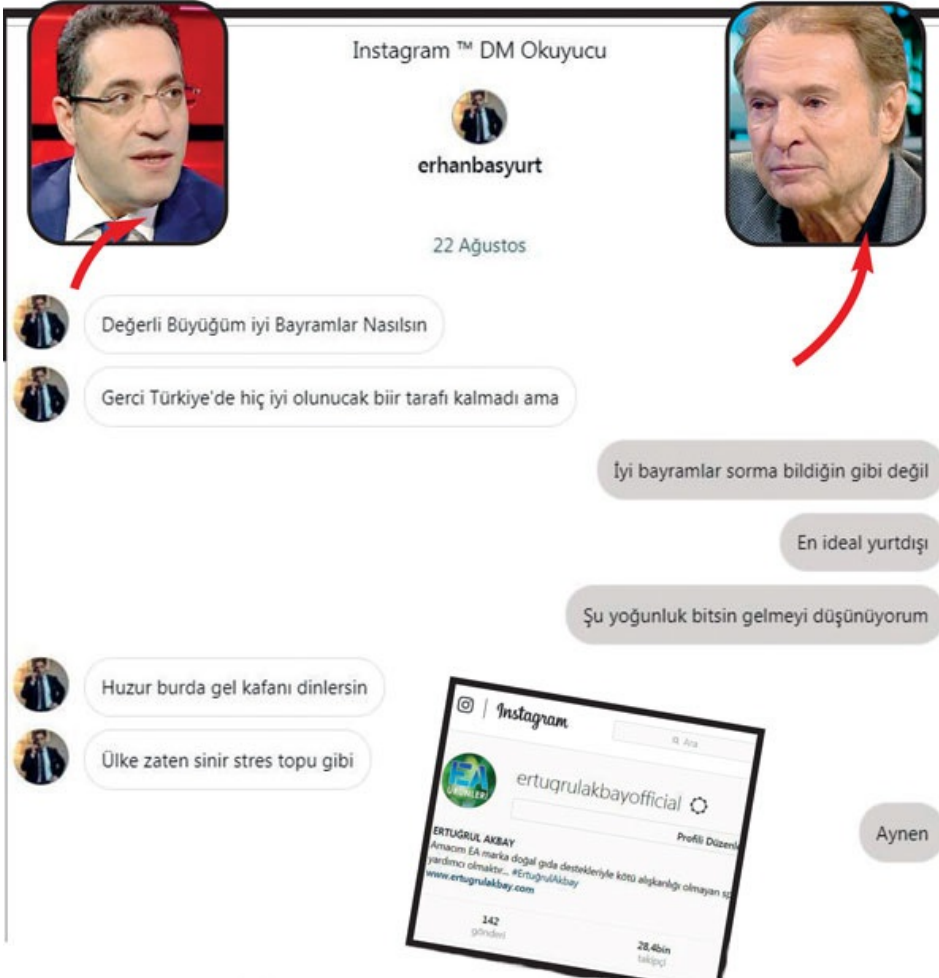 Instagram ™ DM Okuyucu
erhanbasyurt
22 Ağustos
Değerli Büyüğüm iyi Bayramlar Nasılsın
Gerci Türkiye'de hiç iyi olunucak biir tarafı kalmadı ama
İyi bayramlar sorma bildiğin gibi değil
En ideal yurtdışı
Şu yoğunluk bitsin gelmeyi düşünüyorum
Huzur burda gel kafanı dinlersin
Ülke zaten sinir stres topu gibi
Aynen
Instagram
Ara
EA
ÜRÜNLERİ
ertugrulakbayofficial
Profili Düzenle
ERTUĞRUL AKBAY
Amacım EA marka doğal gıda destekleriyle kötü alışkanlığı olmayan
yardımcı olmaktır... #ErtuğrulAkbay
www.ertugrulakbay.com
142
gönderi
28,4bin
takipçi